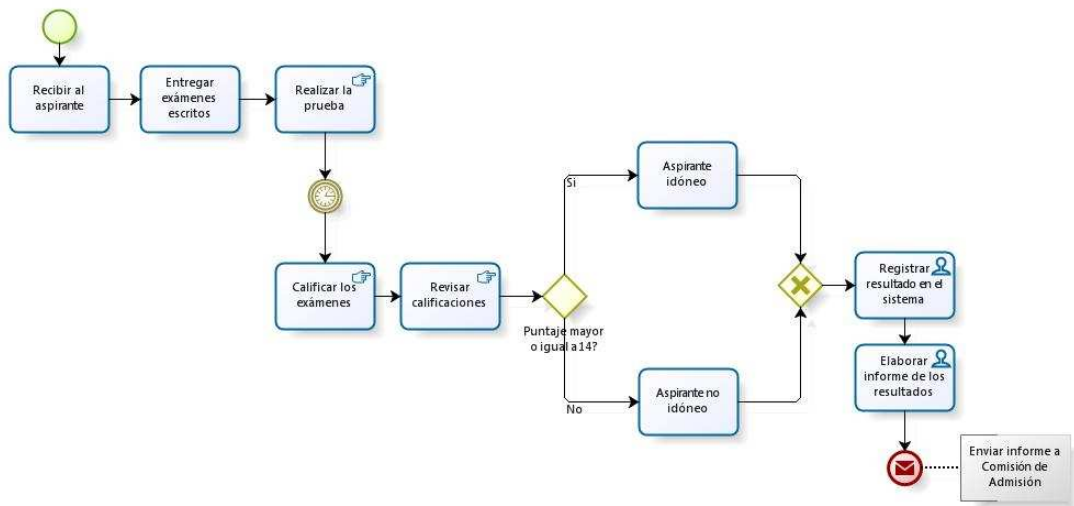 Recibir al
aspirante
Entregar
exámenes
escritos
Realizar la
prueba
Calificar los
exámenes
Revisar
calificaciones
Puntaje mayor
o igual a 14?
Si
Aspirante
idóneo
No
Aspirante no
idóneo
Registrar
resultado en el
sistema
Elaborar
informe de los
resultados
Enviar informe a
Comisión de
Admisión